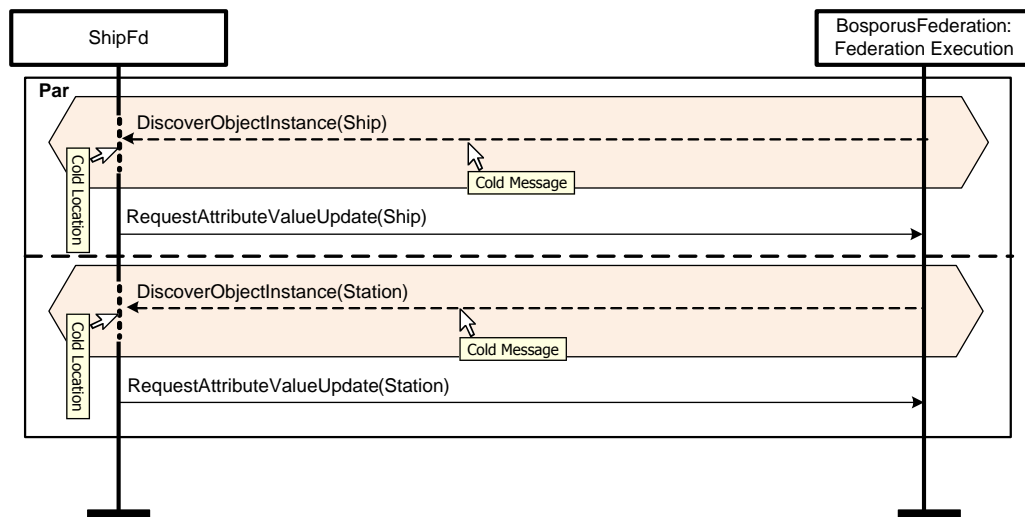 ShipFd
BosporusFederation:
Federation Execution
Par
DiscoverObjectInstance(Ship)
Cold Location
Cold Message
RequestAttributeValueUpdate(Ship)
DiscoverObjectInstance(Station)
Cold Location
Cold Message
RequestAttributeValueUpdate(Station)